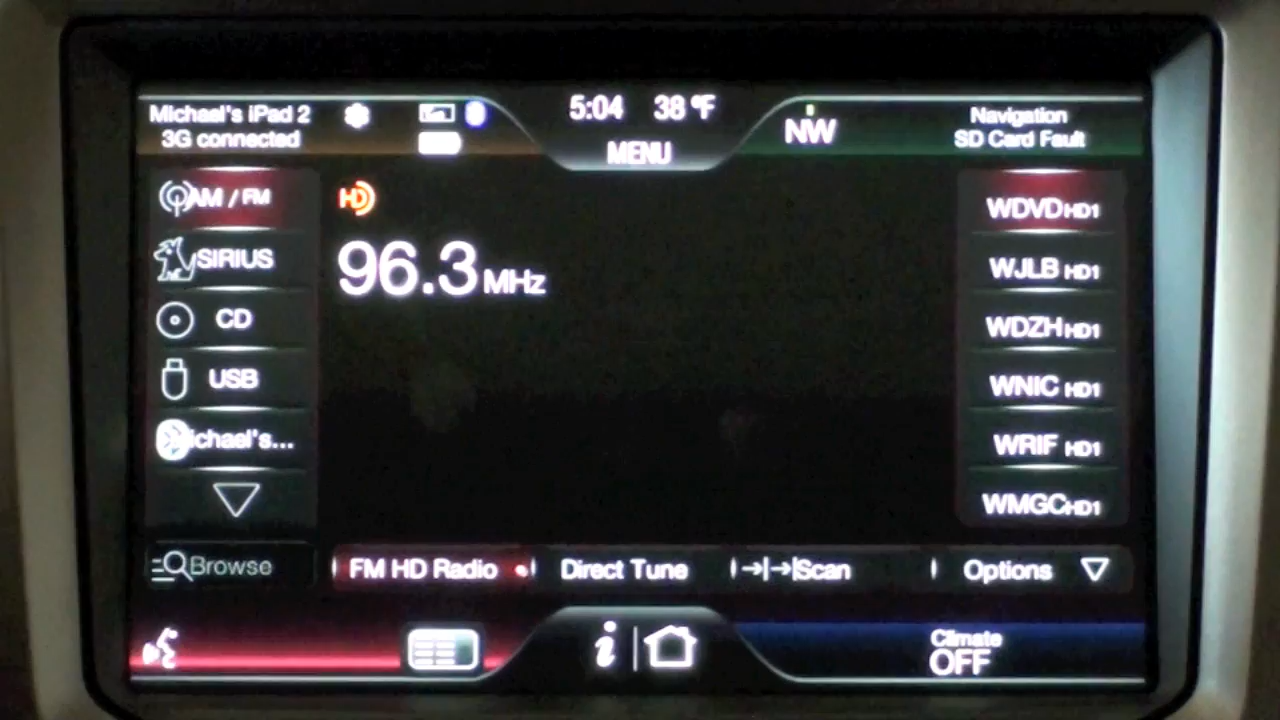 Michael's iPad 2
3G connected
5:04 38 °F
MENU
NW
Navigation
SD Card Fault
AM / FM
SIRIUS
CD
USB
ichael's...
Browse
HD
96.3 MHz
WDVD HD1
WJLB HD1
WDZH HD1
WNIC HD1
WRIF HD1
WMGC HD1
FM HD Radio
Direct Tune
Scan
Options
i
Climate
OFF